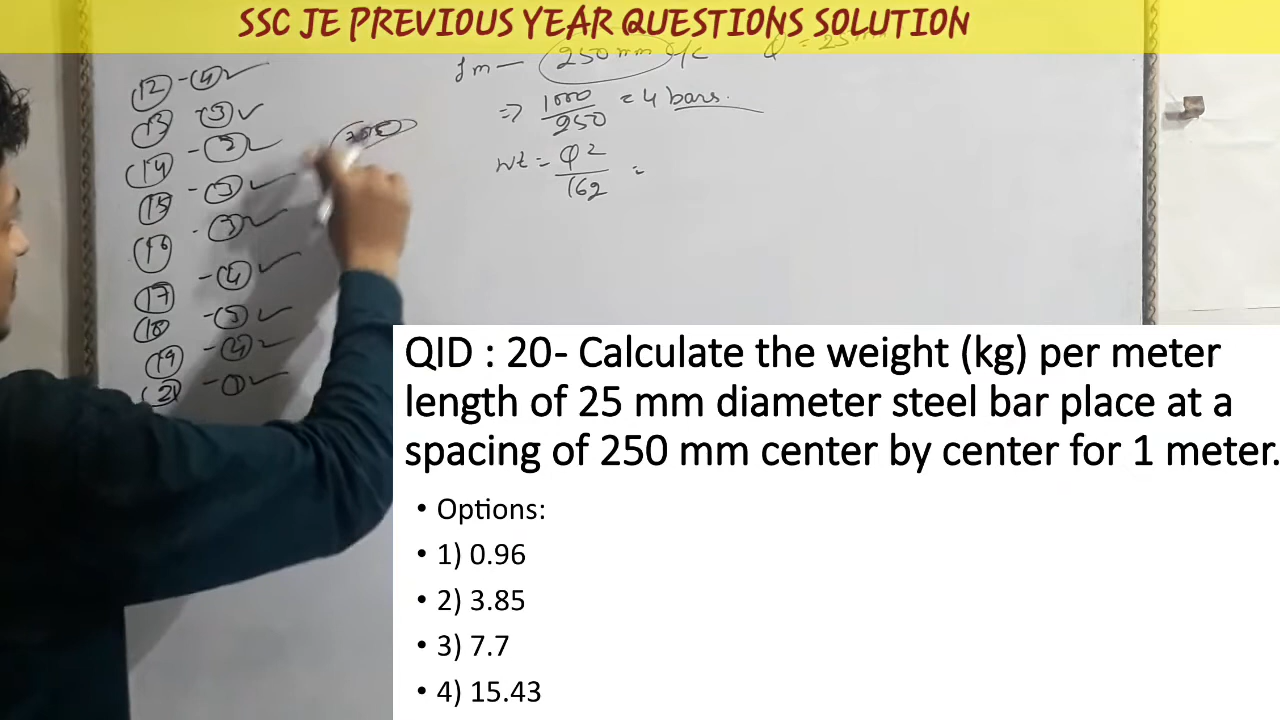 SSC JE PREVIOUS YEAR QUESTIONS SOLUTION
1m — 250mm c/c φ = 25mm
⇒ 1000/250 = 4 bars.
wt = φ2/162 =
12 - 4 ✓
13 - 3 ✓
14 - 2 ✓
15 - 3 ✓
16 - 3 ✓
17 - 4 ✓
18 - 3 ✓
19 - 4 ✓
21 - 1 ✓
QID : 20- Calculate the weight (kg) per meter
length of 25 mm diameter steel bar place at a
spacing of 250 mm center by center for 1 meter.
• Options:
• 1) 0.96
• 2) 3.85
• 3) 7.7
• 4) 15.43